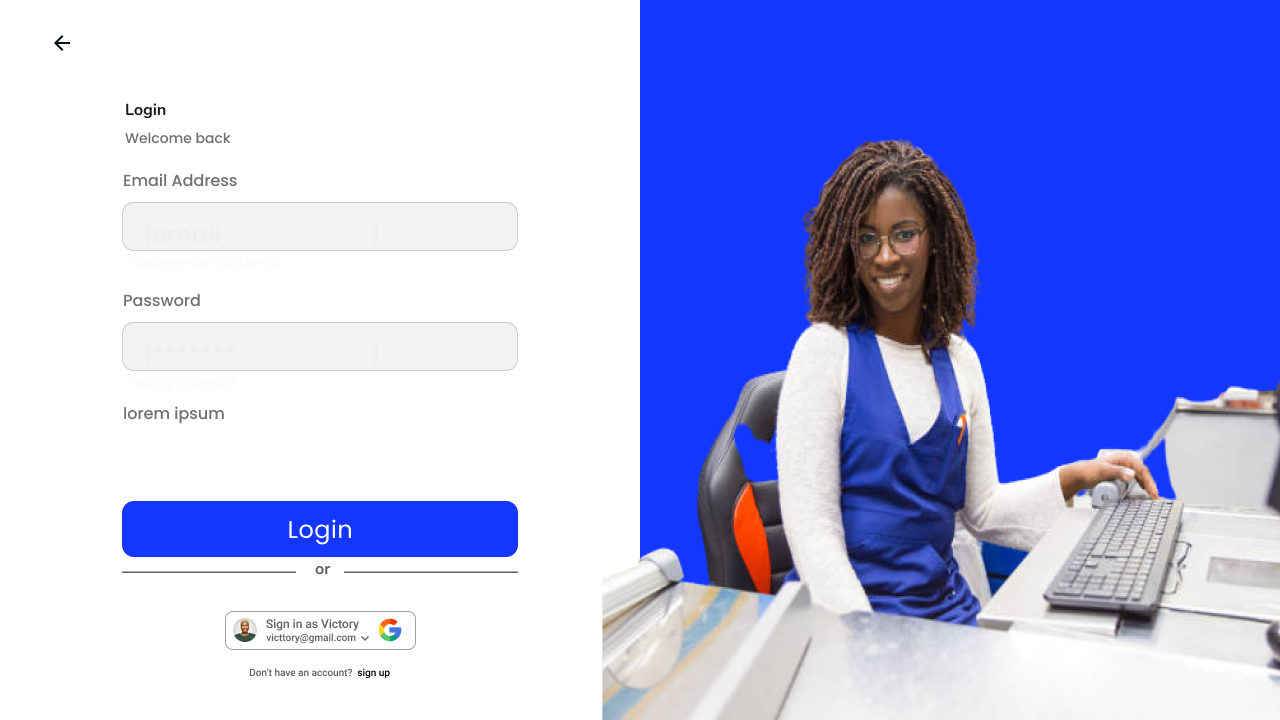 Login
Welcome back
Email Address
|email |
*please enter valid email
Password
|******* |
*wrong password
lorem ipsum
Login
or
Sign in as Victory
victtory@gmail.com
Don't have an account? sign up